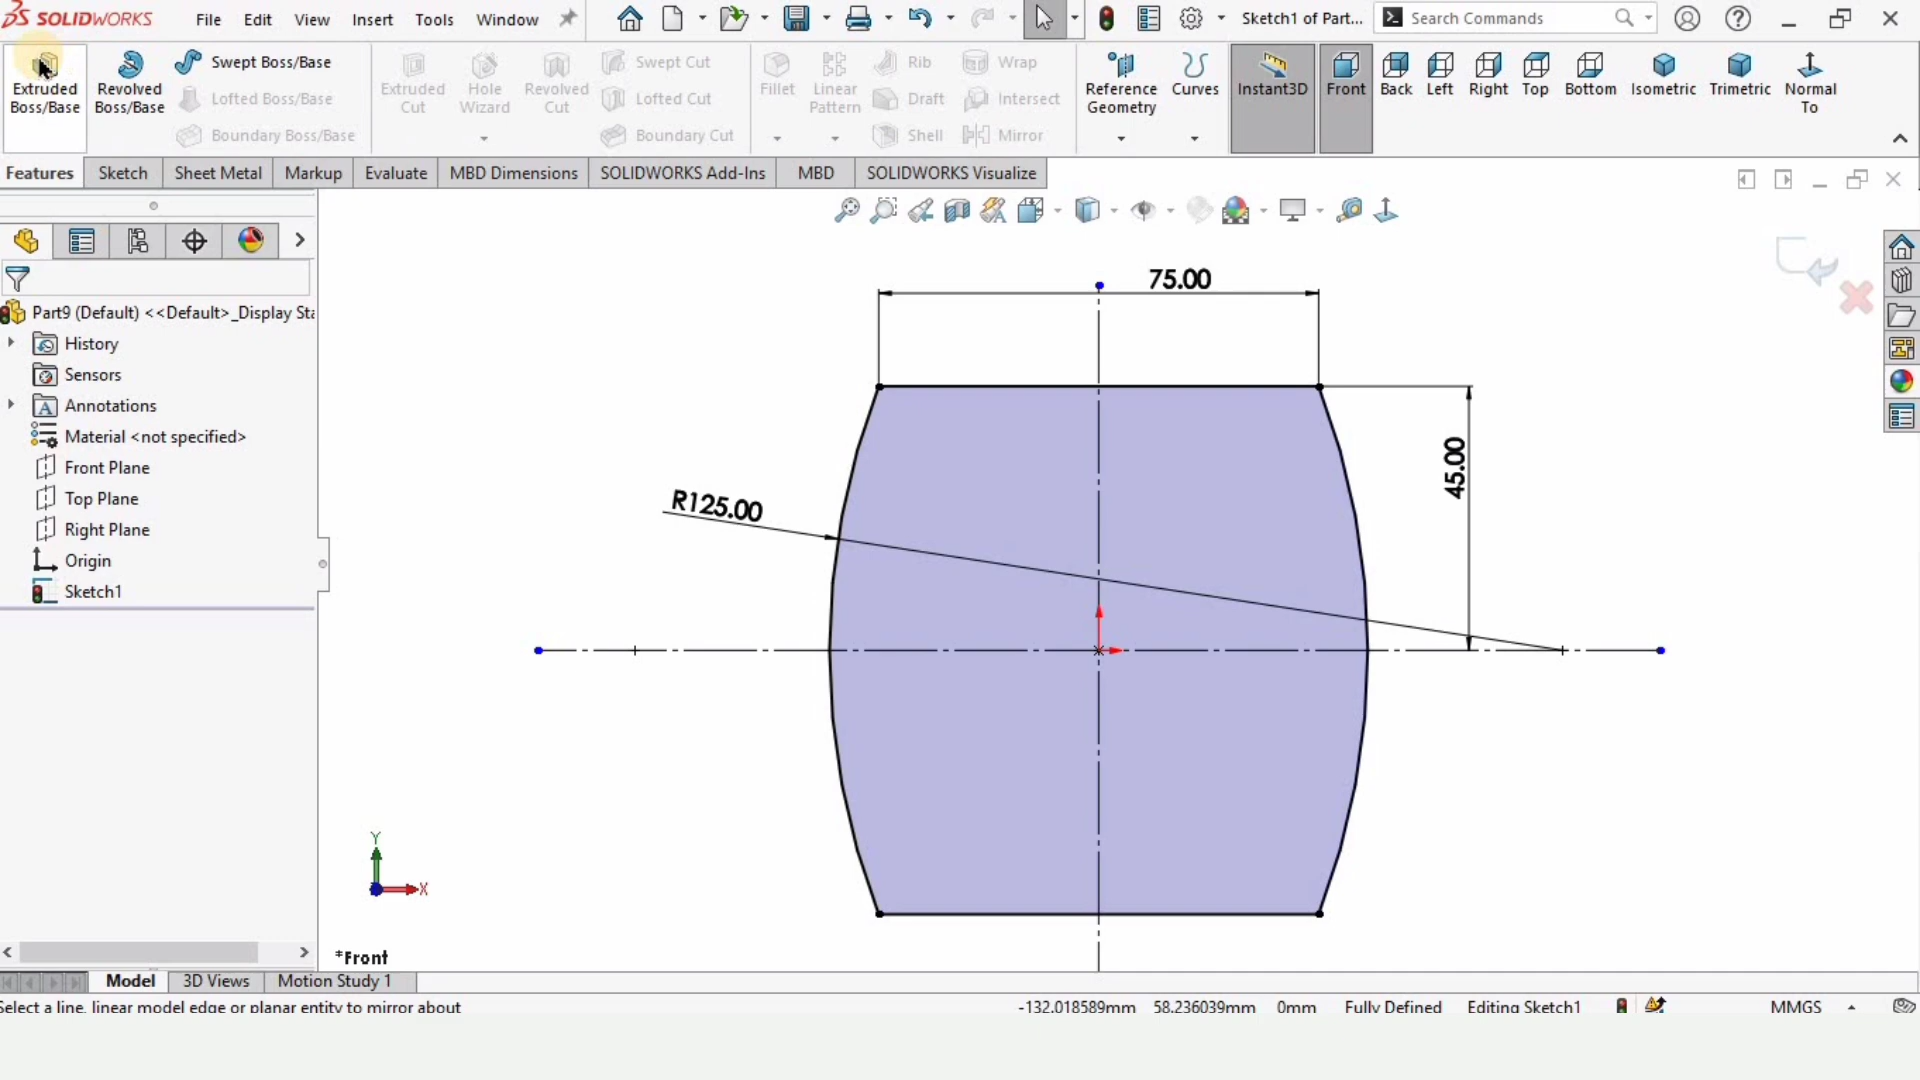 SOLIDWORKS File Edit View Insert Tools Window Sketch1 of Part... Search Commands
Extruded Boss/Base
Revolved Boss/Base
Swept Boss/Base
Lofted Boss/Base
Boundary Boss/Base
Extruded Cut
Hole Wizard
Revolved Cut
Swept Cut
Lofted Cut
Boundary Cut
Fillet
Linear Pattern
Rib
Draft
Shell
Wrap
Intersect
Mirror
Reference Geometry
Curves
Instant3D
Front
Back
Left
Right
Top
Bottom
Isometric
Trimetric
Normal To
Features Sketch Sheet Metal Markup Evaluate MBD Dimensions SOLIDWORKS Add-Ins MBD SOLIDWORKS Visualize
Part9 (Default) <<Default>_Display Sta
History
Sensors
Annotations
Material <not specified>
Front Plane
Top Plane
Right Plane
Origin
Sketch1
75.00
45.00
R125.00
Y
X
*Front
Model 3D Views Motion Study 1
Select a line, linear model edge or planar entity to mirror about -132.018589mm 58.236039mm 0mm Fully Defined Editing Sketch1 MMGS